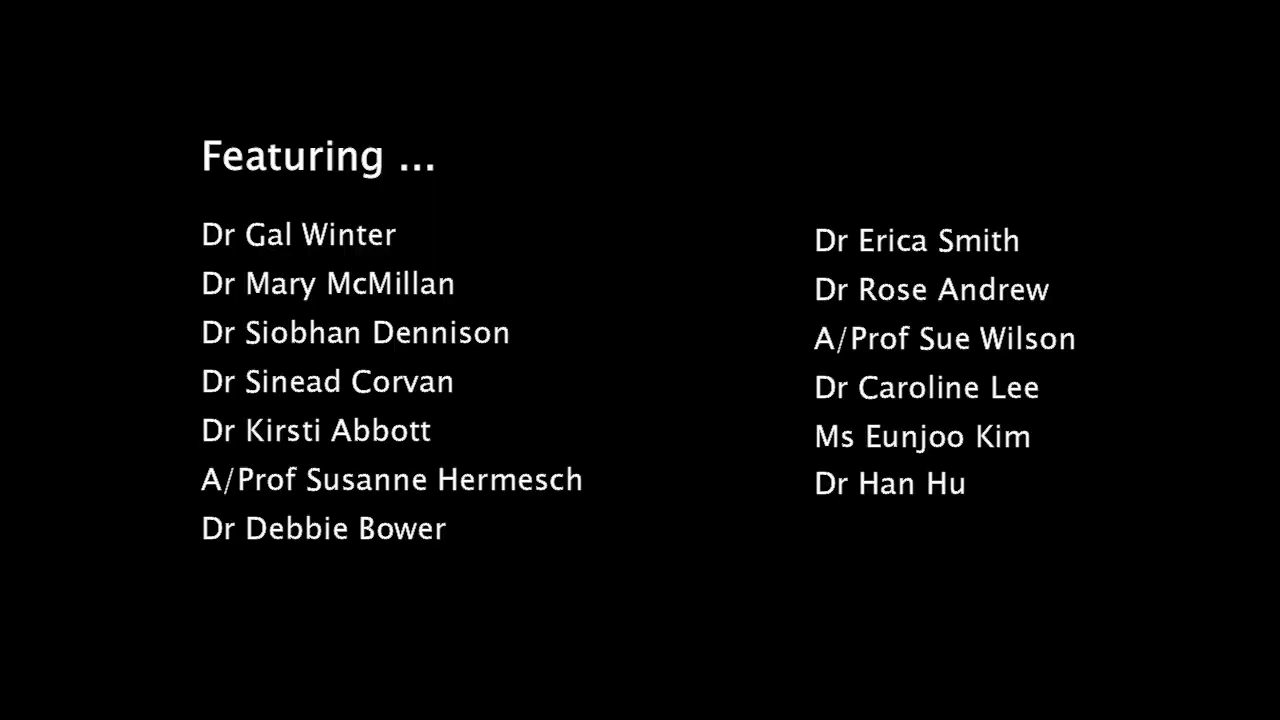 Featuring ...
Dr Gal Winter
Dr Mary McMillan
Dr Siobhan Dennison
Dr Sinead Corvan
Dr Kirsti Abbott
A/Prof Susanne Hermesch
Dr Debbie Bower
Dr Erica Smith
Dr Rose Andrew
A/Prof Sue Wilson
Dr Caroline Lee
Ms Eunjoo Kim
Dr Han Hu